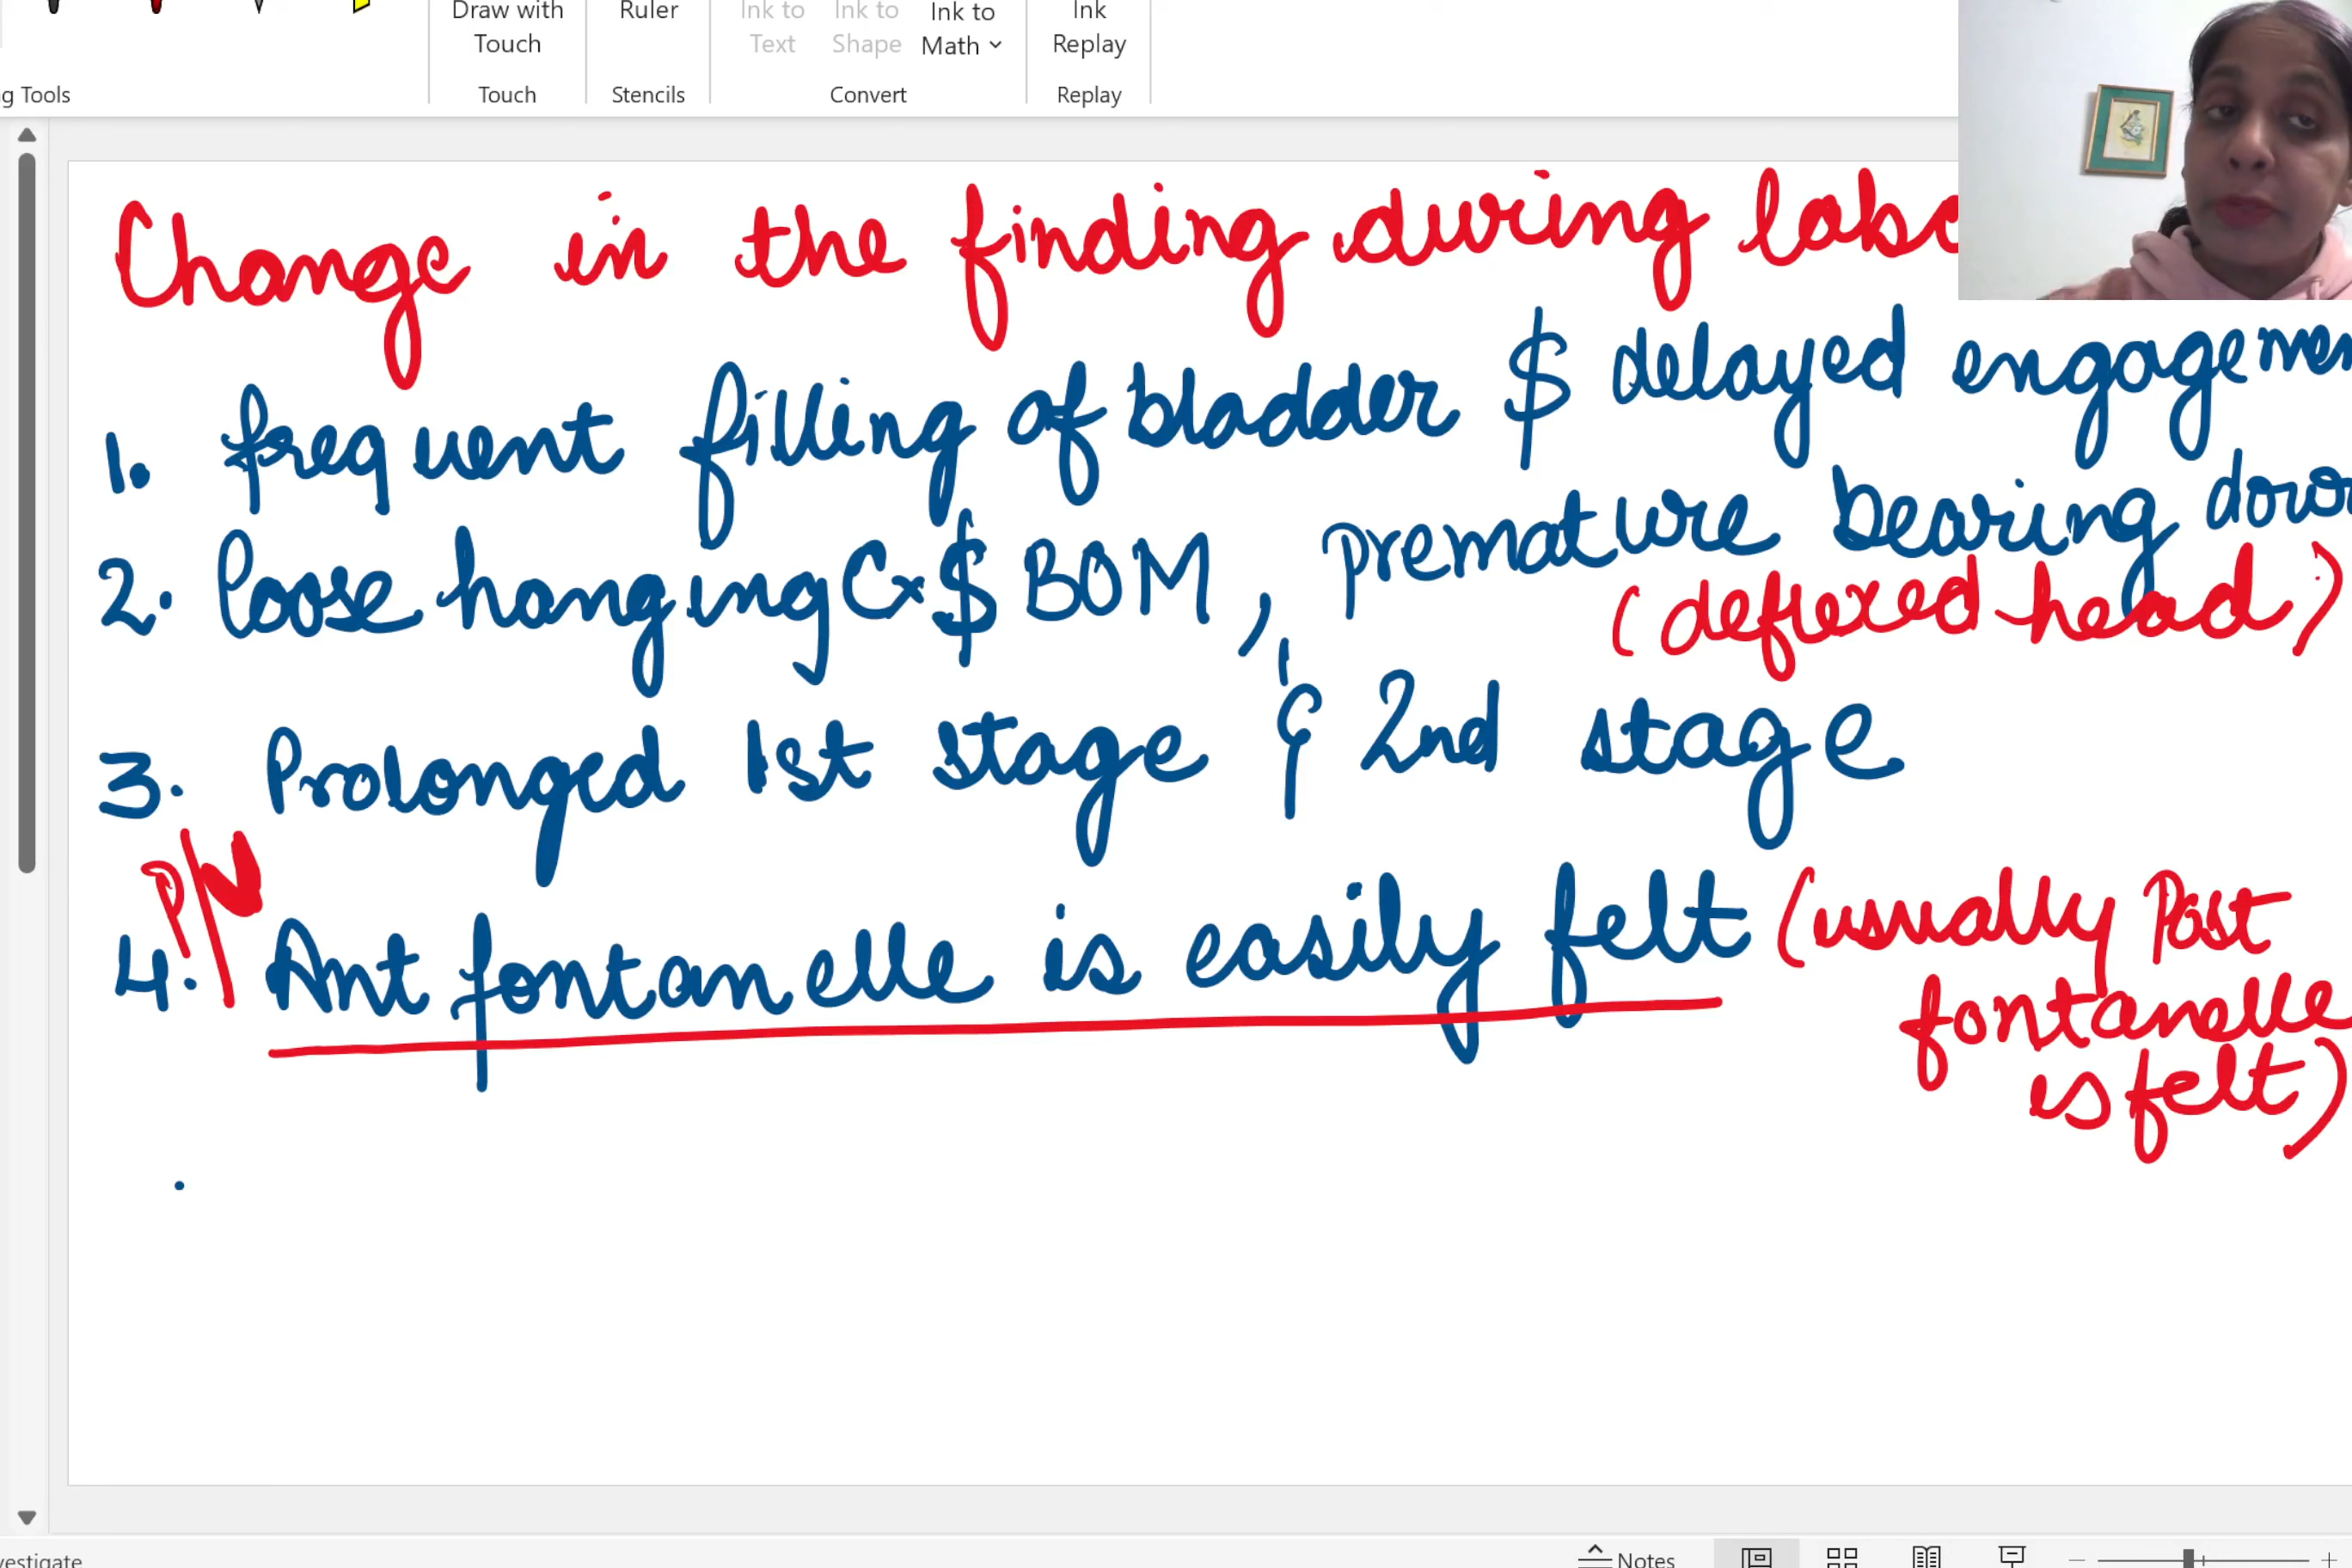 Draw with Touch
Ruler
Ink to Text
Ink to Shape
Ink to Math
Ink Replay
g Tools
Touch
Stencils
Convert
Replay
Change in the finding during labo
1. frequent filling of bladder $ delayed engagemen
2. loose hanging Cx $ BOM, premature bearing down
(deflexed head)
3. Prolonged 1st stage & 2nd stage
P/V
4. Ant fontanelle is easily felt (usually Post
fontanelle
is felt)
vestigate
Notes